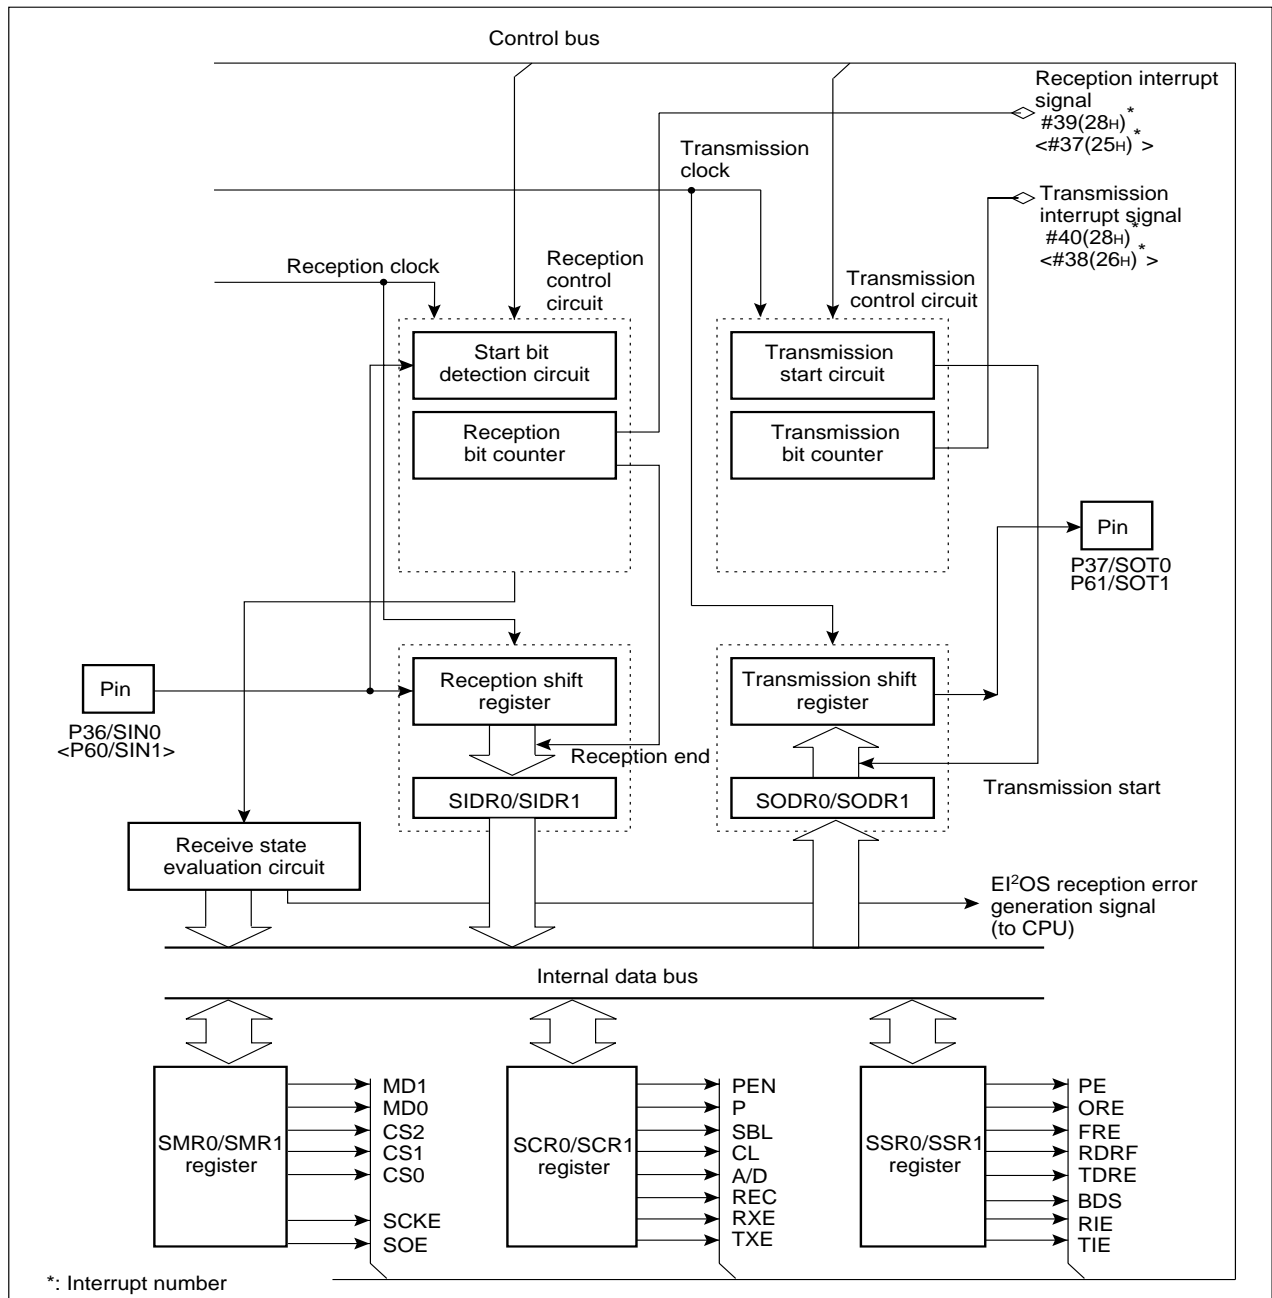 Control bus
Reception interrupt
signal
#39(28H)*
<#37(25H)*>
Transmission
clock
Transmission
interrupt signal
#40(28H)*
<#38(26H)*>
Reception clock
Reception
control
circuit
Transmission
control circuit
Start bit
detection circuit
Transmission
start circuit
Reception
bit counter
Transmission
bit counter
Pin
P37/SOT0
P61/SOT1
Pin
P36/SIN0
<P60/SIN1>
Reception shift
register
Transmission shift
register
Reception end
Transmission start
SIDR0/SIDR1
SODR0/SODR1
Receive state
evaluation circuit
EI²OS reception error
generation signal
(to CPU)
Internal data bus
SMR0/SMR1
register
MD1
MD0
CS2
CS1
CS0
SCKE
SOE
SCR0/SCR1
register
PEN
P
SBL
CL
A/D
REC
RXE
TXE
SSR0/SSR1
register
PE
ORE
FRE
RDRF
TDRE
BDS
RIE
TIE
*: Interrupt number